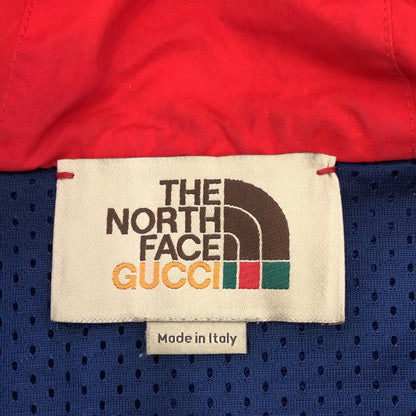 THE
NORTH
FACE
GUCCI
Made in Italy